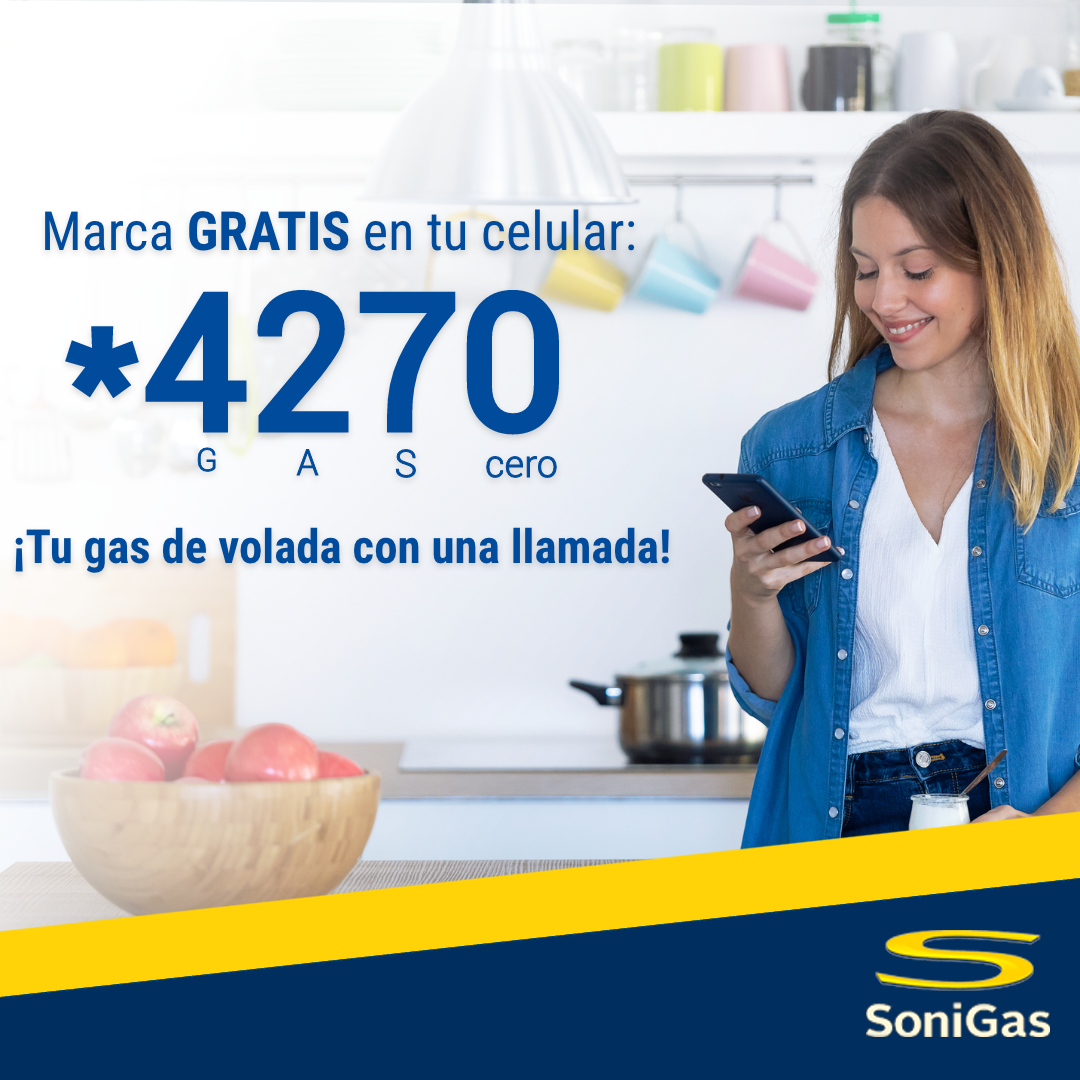 Marca GRATIS en tu celular:
*4270
G A S cero
¡Tu gas de volada con una llamada!
SoniGas